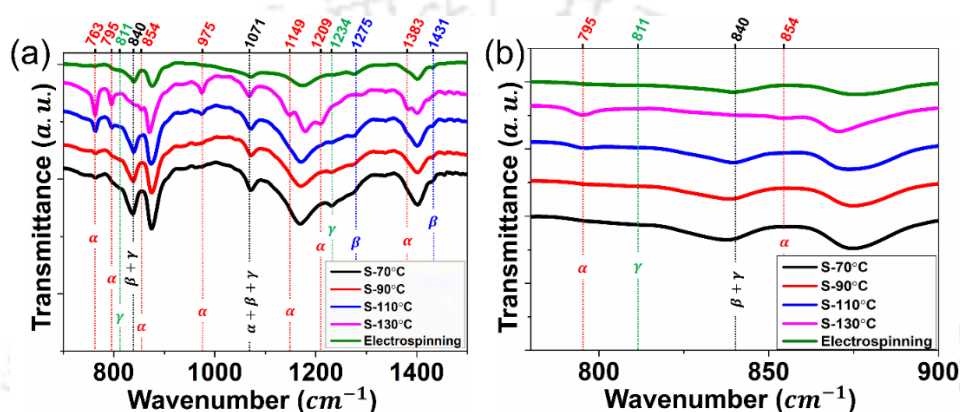 (a)
763
795
811
840
854
975
1071
1149
1209
1234
1275
1383
1431
Transmittance (a. u.)
α
α
γ
β + γ
α
α
α + β + γ
α
α
γ
β
α
β
S-70°C
S-90°C
S-110°C
S-130°C
Electrospinning
800 1000 1200 1400
Wavenumber (cm⁻¹)
(b)
795
811
840
854
Transmittance (a. u.)
α
γ
β + γ
α
S-70°C
S-90°C
S-110°C
S-130°C
Electrospinning
800 850 900
Wavenumber (cm⁻¹)